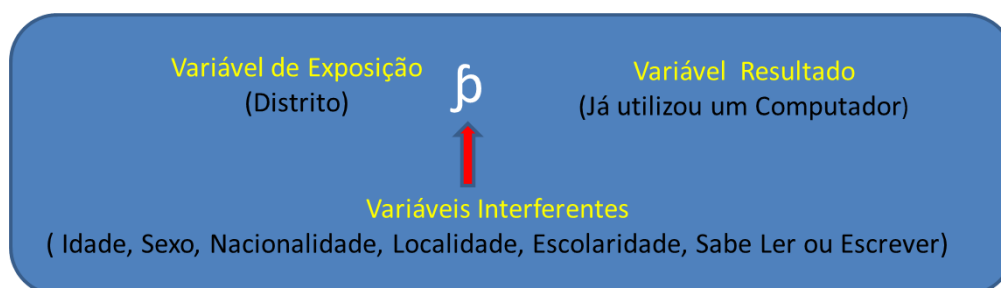 Variável de Exposição
(Distrito)
Variável Resultado
(Já utilizou um Computador)
Variáveis Interferentes
( Idade, Sexo, Nacionalidade, Localidade, Escolaridade, Sabe Ler ou Escrever)